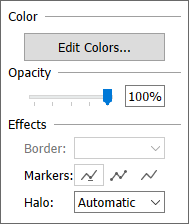 Color
Edit Colors...
Opacity
100%
Effects
Border:
Markers:
Halo: Automatic